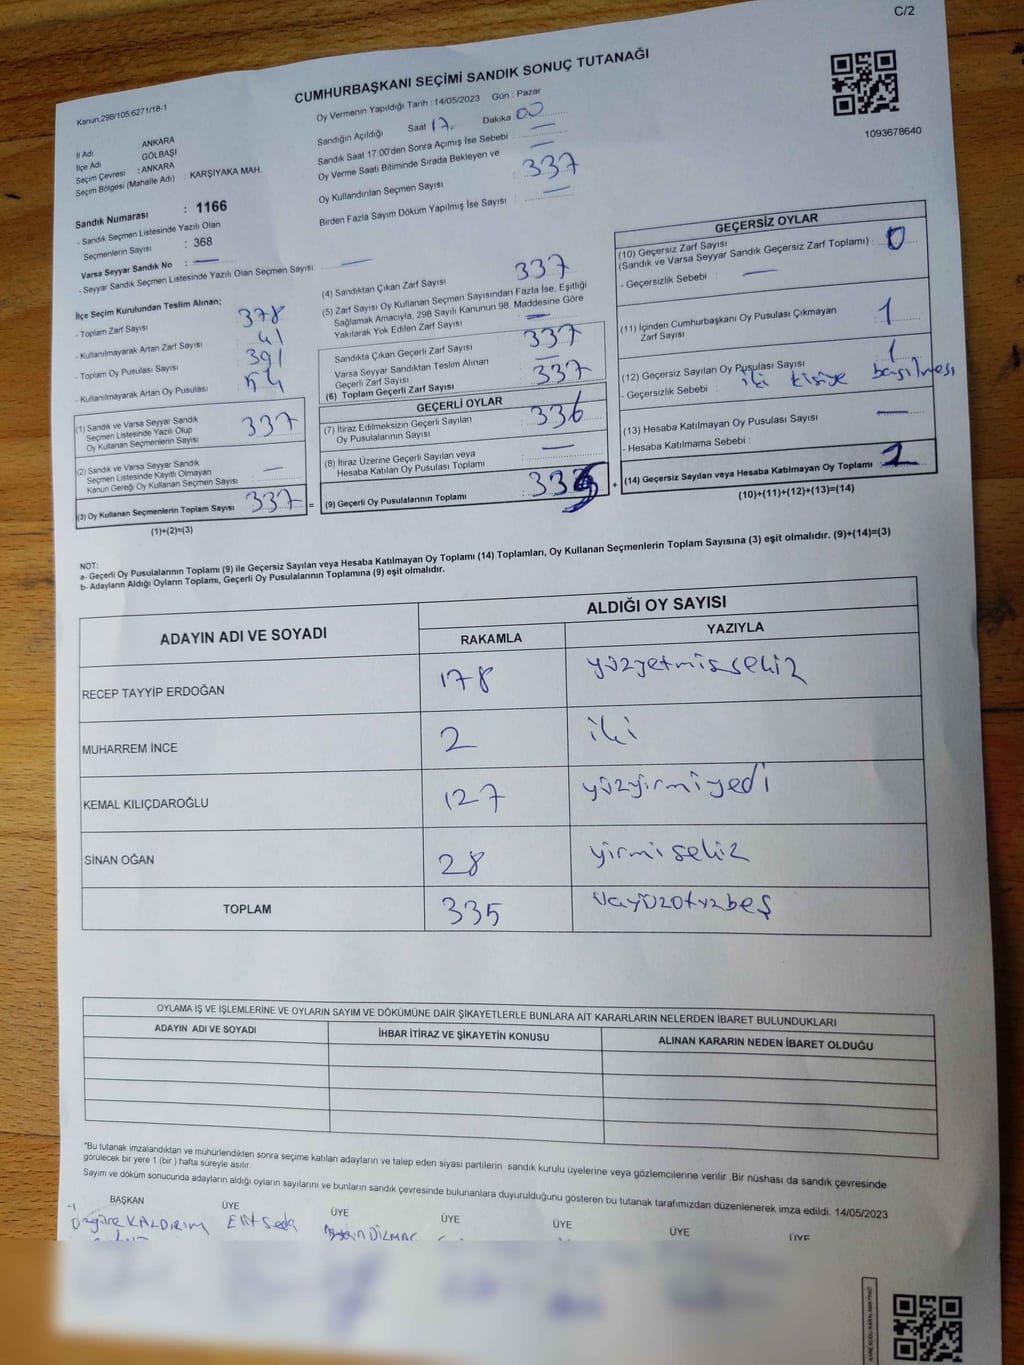 C/2
Kanun,298/105,6271/18-1
CUMHURBAŞKANI SEÇİMİ SANDIK SONUÇ TUTANAĞI
Oy Vermenin Yapıldığı Tarih : 14/05/2023 Gün : Pazar
İl Adı : ANKARA
İlçe Adı : GÖLBAŞI
Seçim Çevresi : ANKARA
Seçim Bölgesi (Mahalle Adı) : KARŞIYAKA MAH.
Sandık Numarası : 1166
- Sandık Seçmen Listesinde Yazılı Olan
Seçmenlerin Sayısı : 368
Varsa Seyyar Sandık No : —
- Seyyar Sandık Seçmen Listesinde Yazılı Olan Seçmen Sayısı: —
Sandığın Açıldığı Saat 17. Dakika 00
Sandık Saat 17.00'den Sonra Açımış İse Sebebi : —
Oy Verme Saati Bitiminde Sırada Bekleyen ve : —
Oy Kullandırılan Seçmen Sayısı : 337
Birden Fazla Sayım Döküm Yapılmış İse Sayısı : —
1093678640
İlçe Seçim Kurulundan Teslim Alınan;
- Toplam Zarf Sayısı : 378
- Kullanılmayarak Artan Zarf Sayısı : 41
- Toplam Oy Pusulası Sayısı : 391
- Kullanılmayarak Artan Oy Pusulası : 54
(1) Sandık ve Varsa Seyyar Sandık
Seçmen Listesinde Yazılı Olup
Oy Kullanan Seçmenlerin Sayısı : 337
(2) Sandık ve Varsa Seyyar Sandık
Seçmen Listesinde Kayıtlı Olmayan
Kanun Gereği Oy Kullanan Seçmen Sayısı : —
(3) Oy Kullanan Seçmenlerin Toplam Sayısı : 337
(1)+(2)=(3)
=
(4) Sandıktan Çıkan Zarf Sayısı : 337
(5) Zarf Sayısı Oy Kullanan Seçmen Sayısından Fazla İse, Eşitliği
Sağlamak Amacıyla, 298 Sayılı Kanunun 98. Maddesine Göre
Yakılarak Yok Edilen Zarf Sayısı : —
Sandıkta Çıkan Geçerli Zarf Sayısı : 337
Varsa Seyyar Sandıktan Teslim Alınan
Geçerli Zarf Sayısı : —
(6) Toplam Geçerli Zarf Sayısı : 337
GEÇERLİ OYLAR
(7) İtiraz Edilmeksizin Geçerli Sayılan
Oy Pusulalarının Sayısı : 336
(8) İtiraz Üzerine Geçerli Sayılan veya
Hesaba Katılan Oy Pusulası Toplamı : —
(9) Geçerli Oy Pusulalarının Toplamı : 335
+
GEÇERSİZ OYLAR
(10) Geçersiz Zarf Sayısı
(Sandık ve Varsa Seyyar Sandık Geçersiz Zarf Toplamı) : 0
- Geçersizlik Sebebi : —
(11) İçinden Cumhurbaşkanı Oy Pusulası Çıkmayan
Zarf Sayısı : 1
(12) Geçersiz Sayılan Oy Pusulası Sayısı : 1
- Geçersizlik Sebebi : iki kişiye basılması
(13) Hesaba Katılmayan Oy Pusulası Sayısı : —
- Hesaba Katılmama Sebebi :
(14) Geçersiz Sayılan veya Hesaba Katılmayan Oy Toplamı : 2
(10)+(11)+(12)+(13)=(14)
NOT:
a- Geçerli Oy Pusulalarının Toplamı (9) ile Geçersiz Sayılan veya Hesaba Katılmayan Oy Toplamı (14) Toplamları, Oy Kullanan Seçmenlerin Toplam Sayısına (3) eşit olmalıdır. (9)+(14)=(3)
b- Adayların Aldığı Oyların Toplamı, Geçerli Oy Pusulalarının Toplamına (9) eşit olmalıdır.
ADAYIN ADI VE SOYADI ALDIĞI OY SAYISI
RAKAMLA YAZIYLA
RECEP TAYYİP ERDOĞAN 178 yüzyetmişsekiz
MUHARREM İNCE 2 iki
KEMAL KILIÇDAROĞLU 127 yüzyirmiyedi
SİNAN OĞAN 28 yirmisekiz
TOPLAM 335 üçyüzotuzbeş
OYLAMA İŞ VE İŞLEMLERİNE VE OYLARIN SAYIM VE DÖKÜMÜNE DAİR ŞİKAYETLERLE BUNLARA AİT KARARLARIN NELERDEN İBARET BULUNDUKLARI
ADAYIN ADI VE SOYADI İHBAR İTİRAZ VE ŞİKAYETİN KONUSU ALINAN KARARIN NEDEN İBARET OLDUĞU
"Bu tutanak imzalandıktan ve mühürlendikten sonra seçime katılan adayların ve talep eden siyasi partilerin sandık kurulu üyelerine veya gözlemcilerine verilir .Bir nüshası da sandık çevresinde
görülecek bir yere 1 (bir ) hafta süreyle asılır.
Sayım ve döküm sonucunda adayların aldığı oyların sayılarını ve bunların sandık çevresinde bulunanlara duyurulduğunu gösteren bu tutanak tarafımızdan düzenlenerek imza edildi. 14/05/2023
BAŞKAN ÜYE ÜYE ÜYE ÜYE ÜYE ÜYE
KALDIRIM Elif Seda DİZMAN